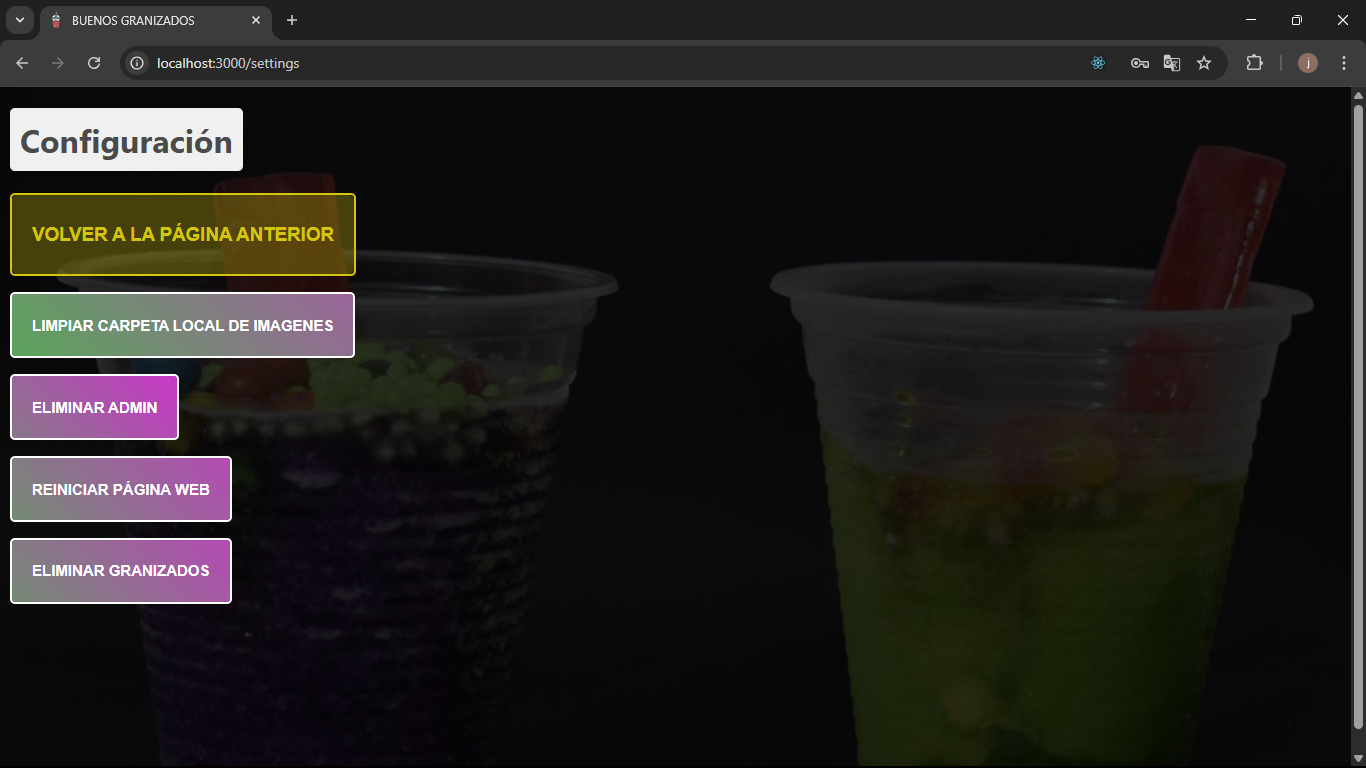 BUENOS GRANIZADOS
localhost:3000/settings
j
Configuración
VOLVER A LA PÁGINA ANTERIOR
LIMPIAR CARPETA LOCAL DE IMAGENES
ELIMINAR ADMIN
REINICIAR PÁGINA WEB
ELIMINAR GRANIZADOS